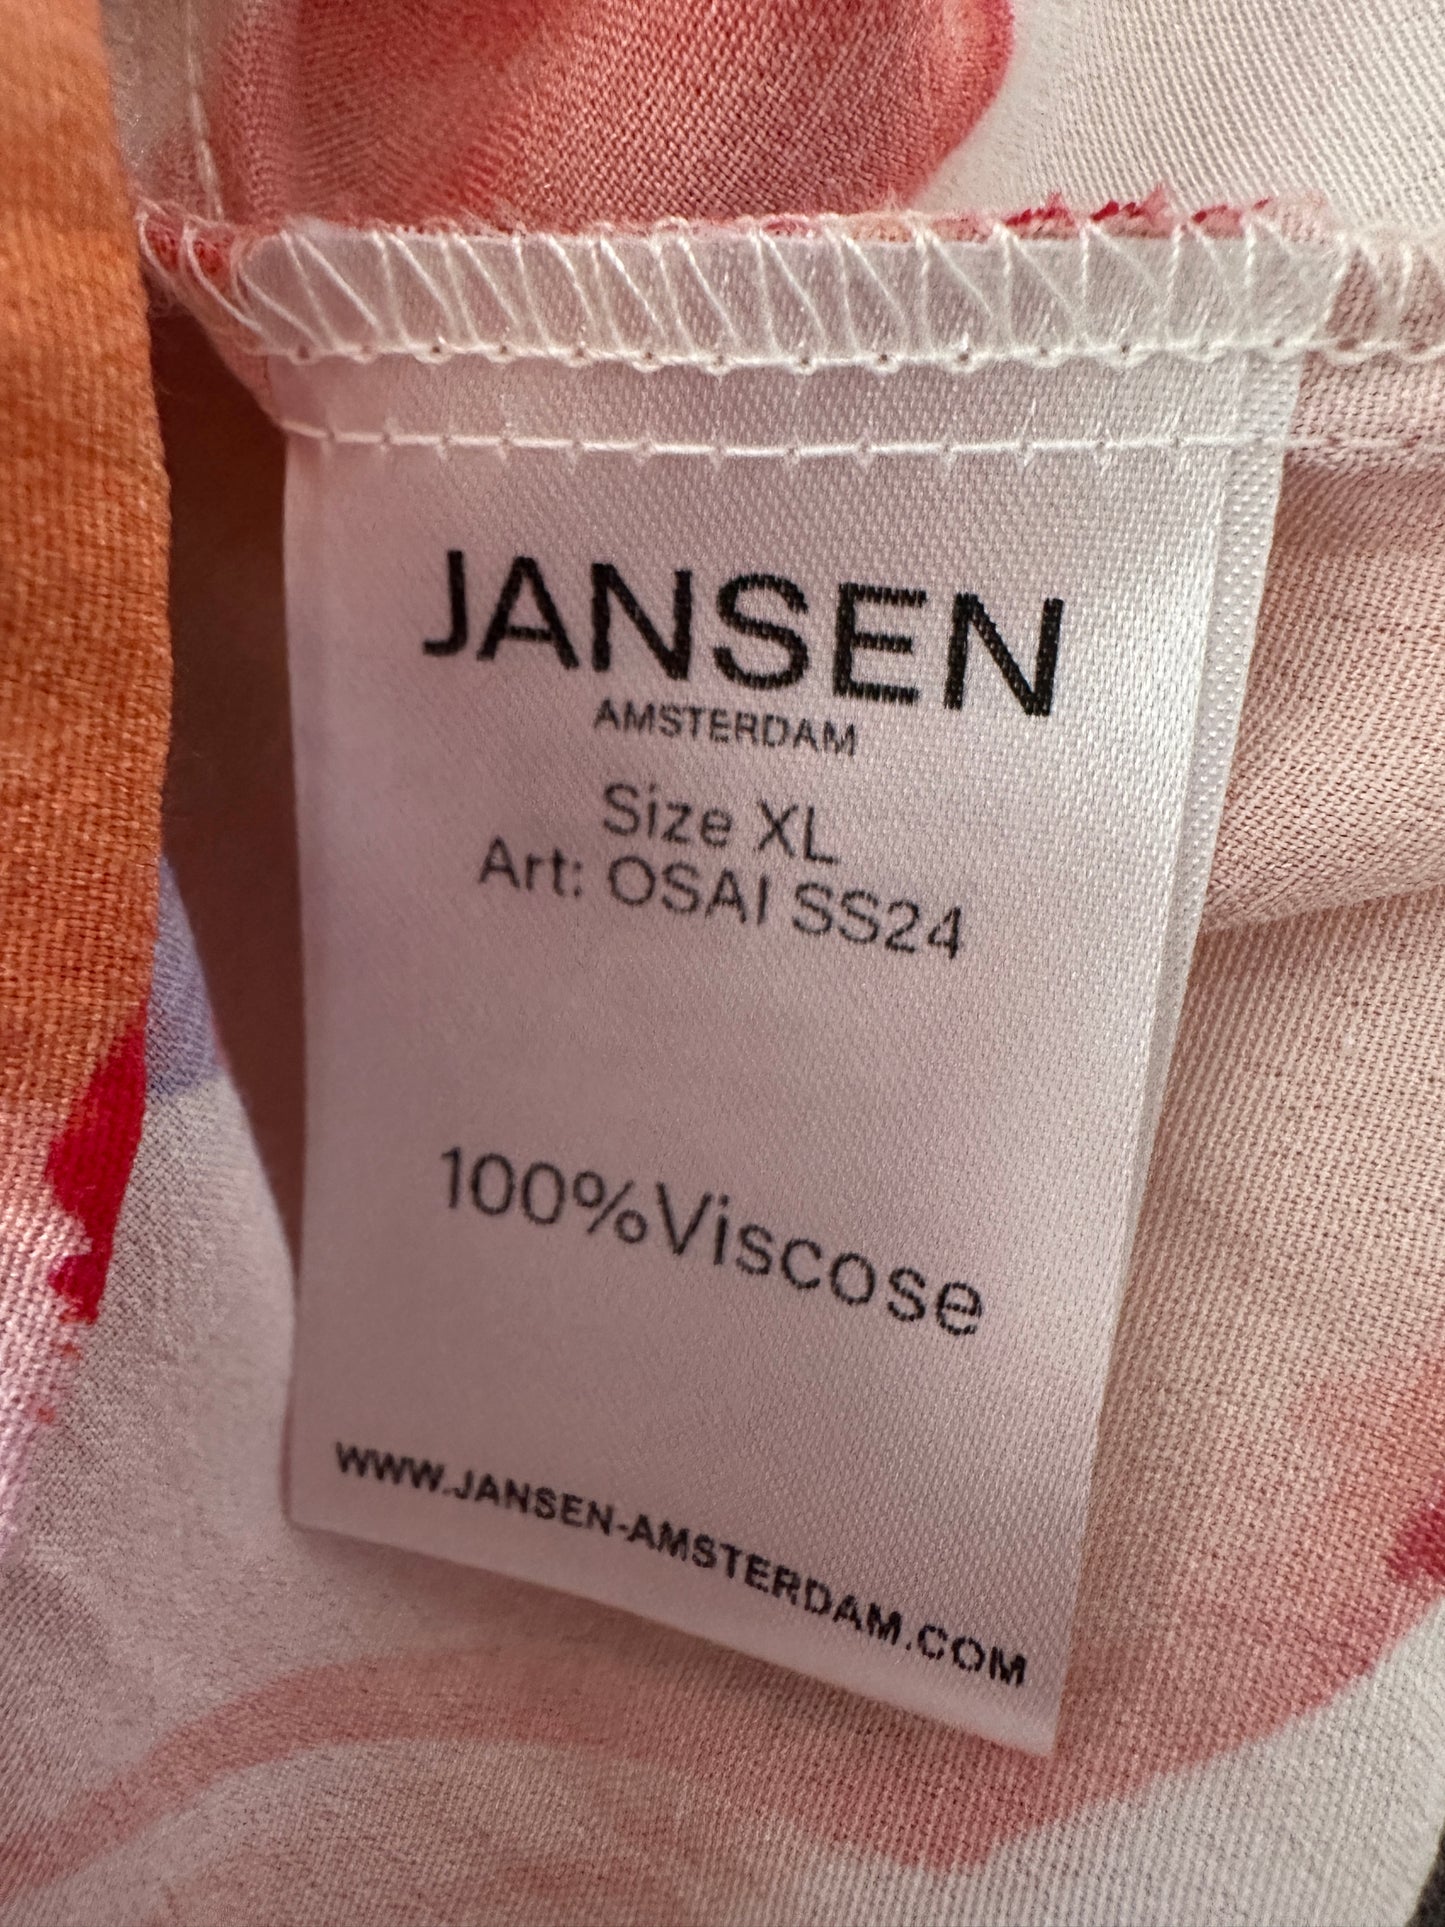 JANSEN
AMSTERDAM
Size XL
Art: OSAI SS24
100%Viscose
WWW.JANSEN-AMSTERDAM.COM